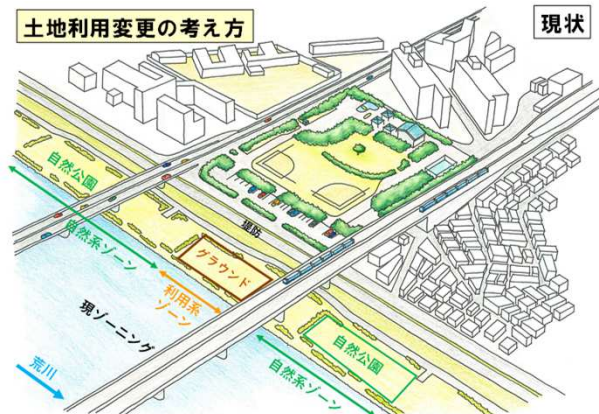 土地利用変更の考え方
現状
自然公園
自然系ゾーン
堤防
グラウンド
利用系
ゾーン
現ゾーニング
荒川
自然公園
自然系ゾーン